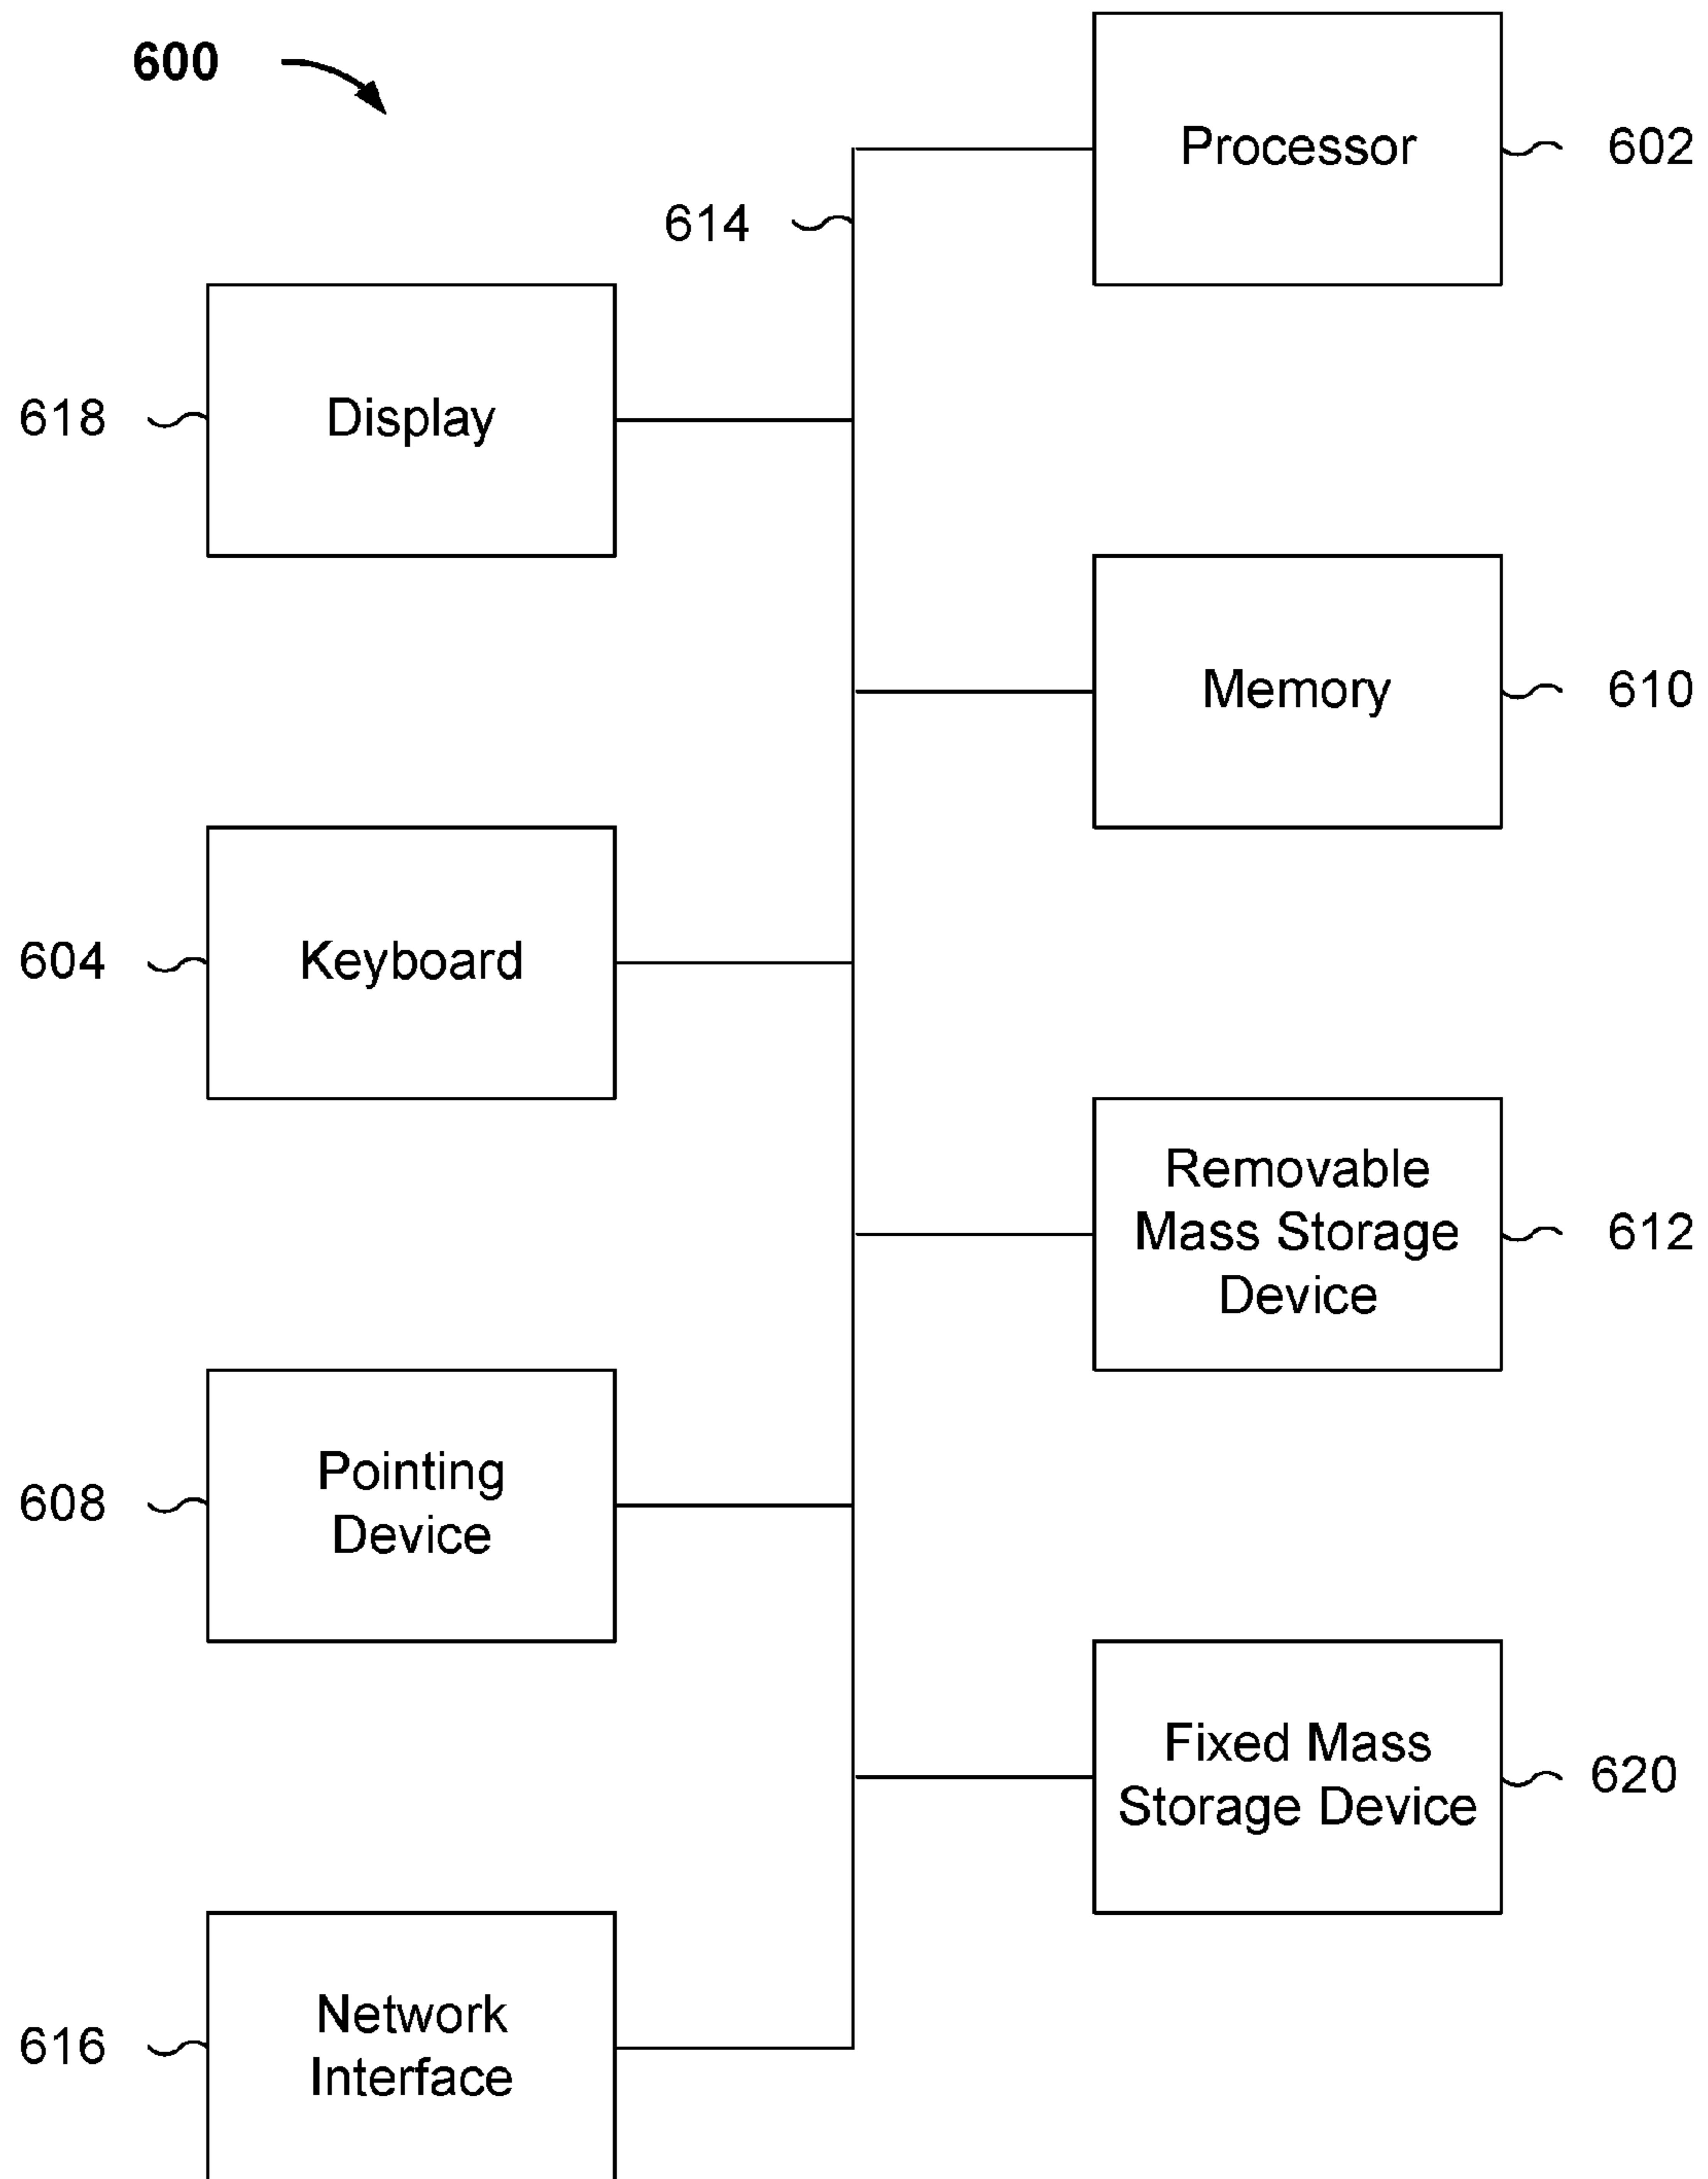 600
Processor
602
614
618
Display
Memory
610
604
Keyboard
Removable
Mass Storage
Device
612
608
Pointing
Device
Fixed Mass
Storage Device
620
616
Network
Interface